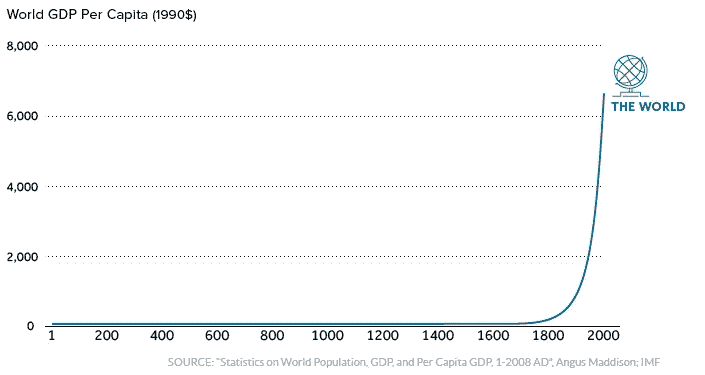 World GDP Per Capita (1990$)
8,000
THE WORLD
6,000
4,000
2,000
0
1 200 400 600 800 1000 1200 1400 1600 1800 2000
SOURCE: "Statistics on World Population, GDP, and Per Capita GDP, 1-2008 AD", Angus Maddison; IMF